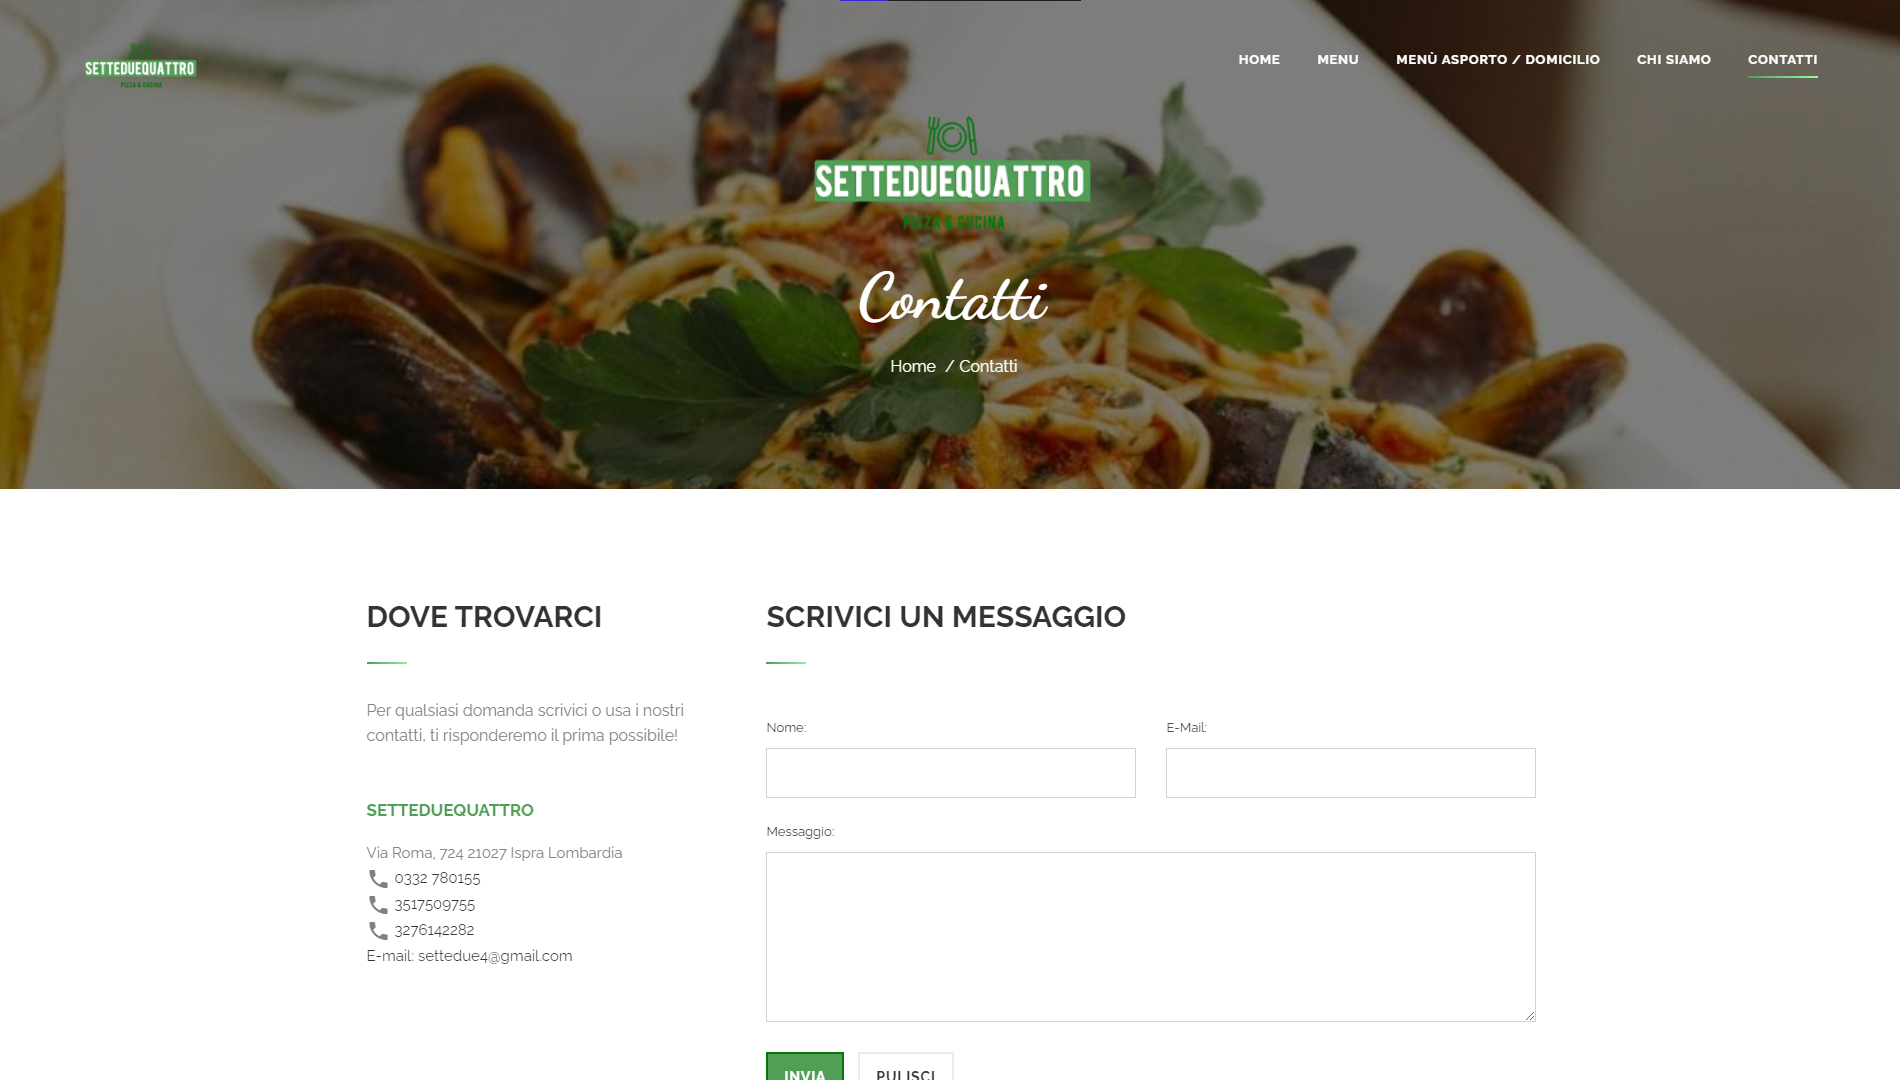 SETTEDUEQUATTRO
PIZZA & CUCINA
HOME
MENU
MENÙ ASPORTO / DOMICILIO
CHI SIAMO
CONTATTI
SETTEDUEQUATTRO
PIZZA & CUCINA
Contatti
Home / Contatti
DOVE TROVARCI
Per qualsiasi domanda scrivici o usa i nostri
contatti, ti risponderemo il prima possibile!
SETTEDUEQUATTRO
Via Roma, 724 21027 Ispra Lombardia
0332 780155
3517509755
3276142282
E-mail: settedue4@gmail.com
SCRIVICI UN MESSAGGIO
Nome:
E-Mail:
Messaggio:
INVIA
PULISCI